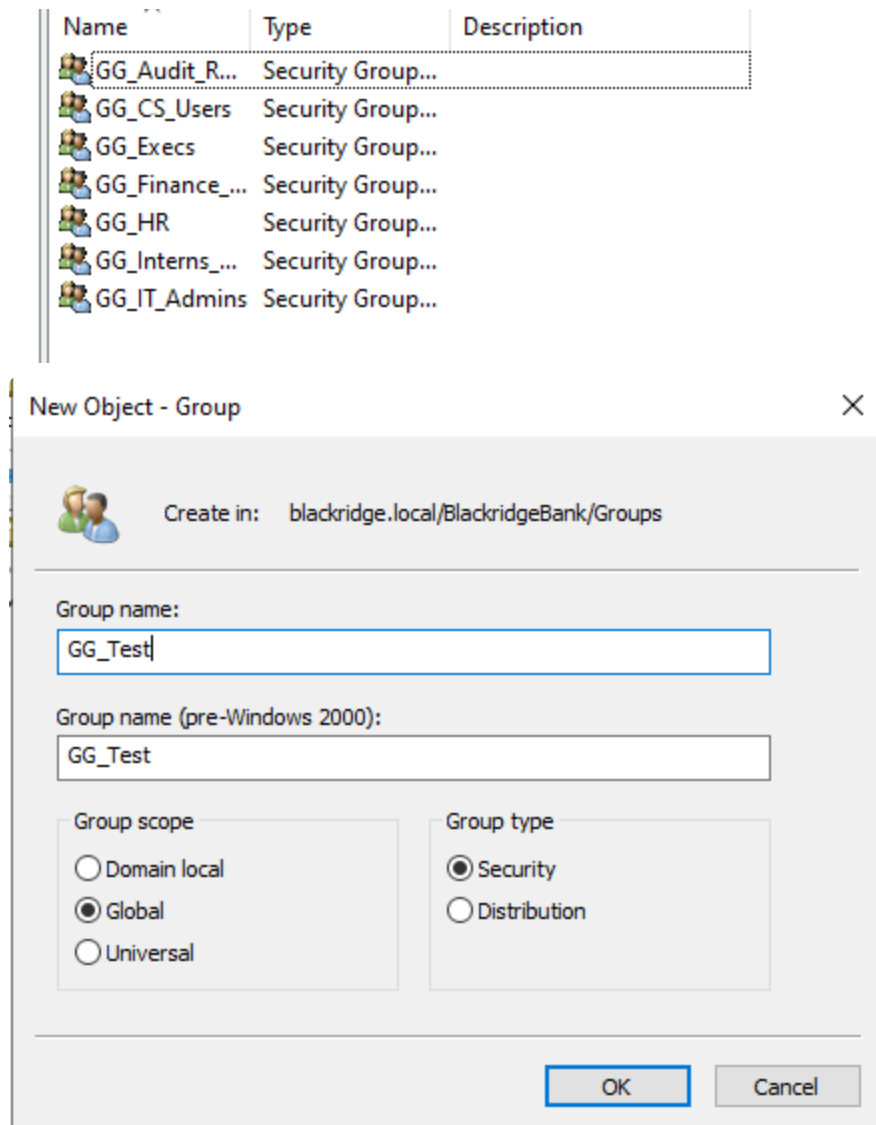 Name Type Description
GG_Audit_R... Security Group...
GG_CS_Users Security Group...
GG_Execs Security Group...
GG_Finance_... Security Group...
GG_HR Security Group...
GG_Interns_... Security Group...
GG_IT_Admins Security Group...
New Object - Group
Create in: blackridge.local/BlackridgeBank/Groups
Group name:
GG_Test
Group name (pre-Windows 2000):
GG_Test
Group scope Group type
Domain local Security
Global Distribution
Universal
OK Cancel